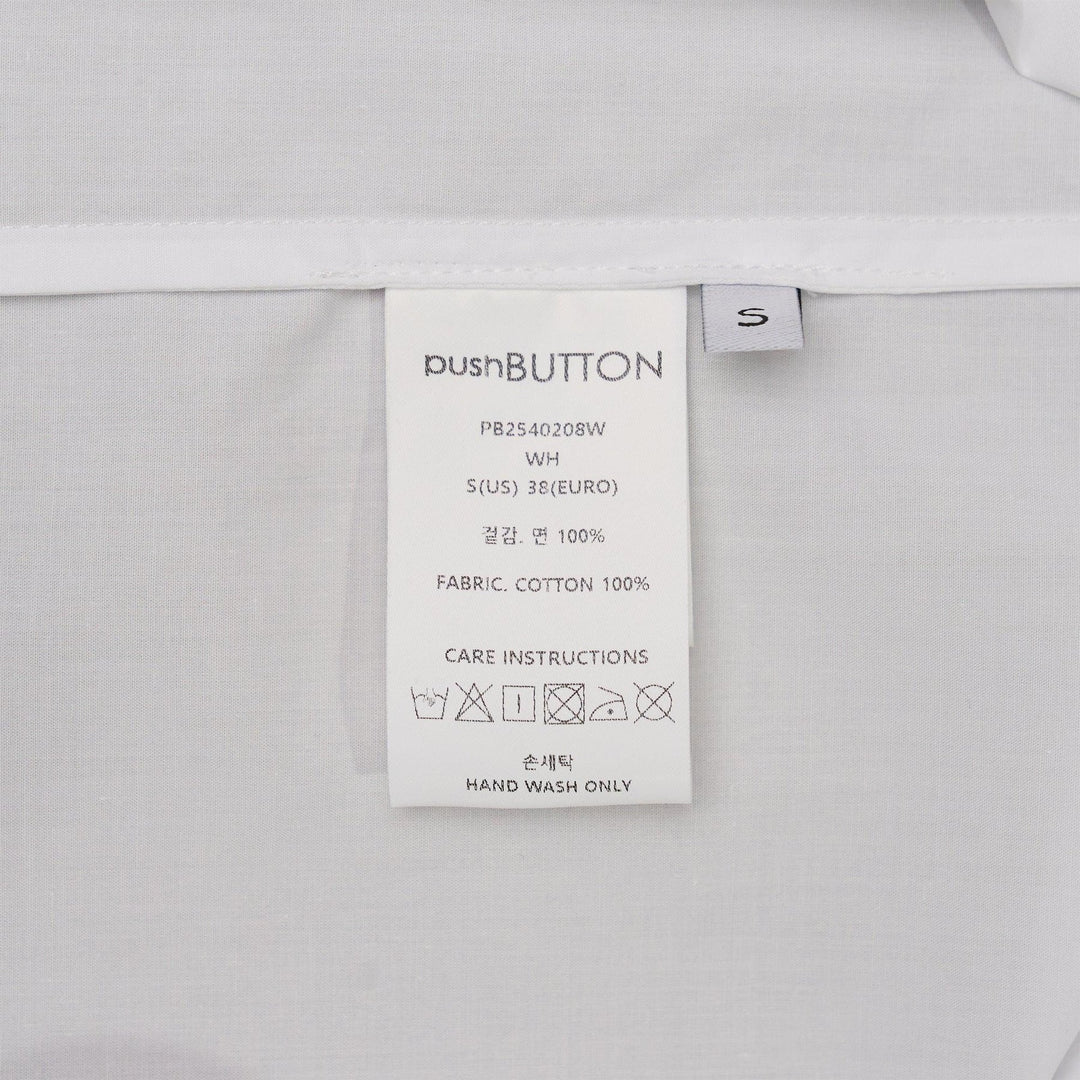 pushBUTTON
S
PB2540208W
WH
S(US) 38(EURO)
겉감. 면 100%
FABRIC. COTTON 100%
CARE INSTRUCTIONS
손세탁
HAND WASH ONLY